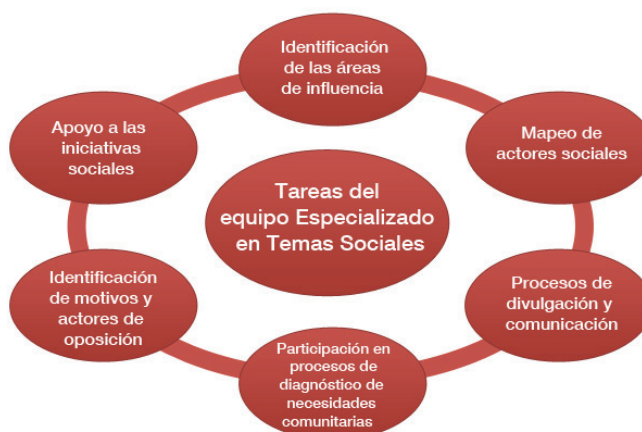 Identificación
de las áreas
de influencia
Mapeo de
actores sociales
Procesos de
divulgación y
comunicación
Participación en
procesos de
diagnóstico de
necesidades
comunitarias
Identificación
de motivos y
actores de
oposición
Apoyo a las
iniciativas
sociales
Tareas del
equipo Especializado
en Temas Sociales